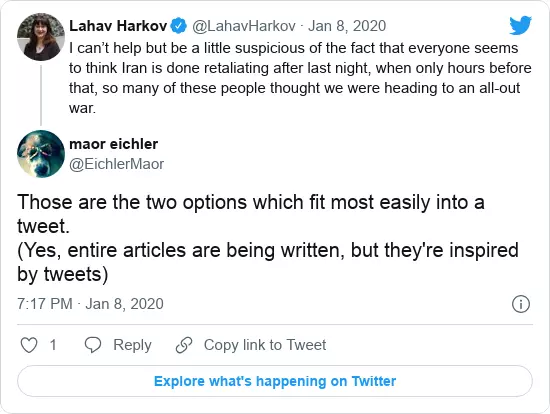 Lahav Harkov @LahavHarkov · Jan 8, 2020
I can’t help but be a little suspicious of the fact that everyone seems
to think Iran is done retaliating after last night, when only hours before
that, so many of these people thought we were heading to an all-out
war.
maor eichler
@EichlerMaor
Those are the two options which fit most easily into a
tweet.
(Yes, entire articles are being written, but they're inspired
by tweets)
7:17 PM · Jan 8, 2020
1 Reply Copy link to Tweet
Explore what's happening on Twitter